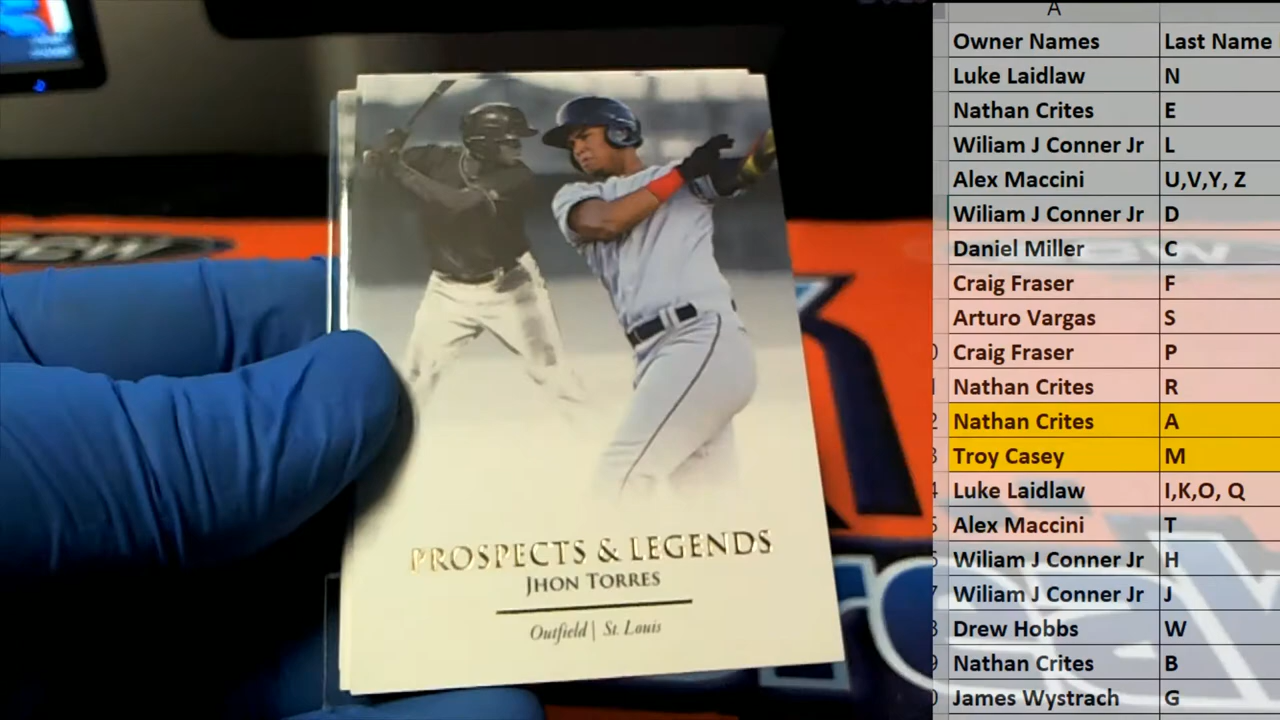 PROSPECTS & LEGENDS
JHON TORRES
Outfield | St. Louis
A
Owner Names Last Name
Luke Laidlaw N
Nathan Crites E
Wiliam J Conner Jr L
Alex Maccini U,V,Y, Z
Wiliam J Conner Jr D
Daniel Miller C
Craig Fraser F
Arturo Vargas S
Craig Fraser P
Nathan Crites R
Nathan Crites A
Troy Casey M
Luke Laidlaw I,K,O, Q
Alex Maccini T
Wiliam J Conner Jr H
Wiliam J Conner Jr J
Drew Hobbs W
Nathan Crites B
James Wystrach G